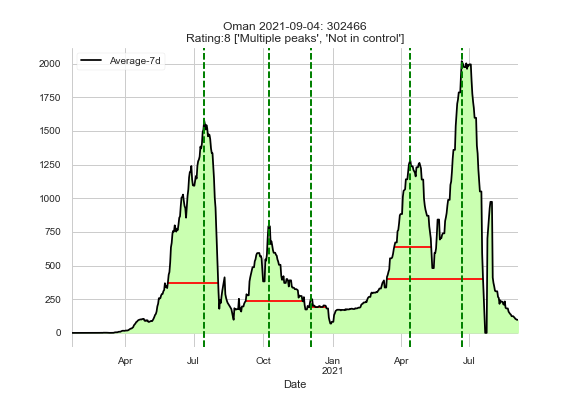 Oman 2021-09-04: 302466
Rating:8 ['Multiple peaks', 'Not in control']
Average-7d
2000
1750
1500
1250
1000
750
500
250
0
Apr
Jul
Oct
Jan
2021
Apr
Jul
Date